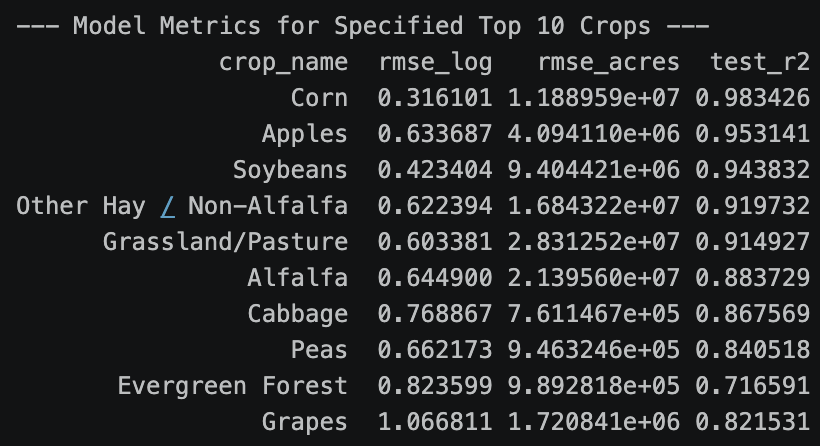 --- Model Metrics for Specified Top 10 Crops ---
crop_name rmse_log rmse_acres test_r2
Corn 0.316101 1.188959e+07 0.983426
Apples 0.633687 4.094110e+06 0.953141
Soybeans 0.423404 9.404421e+06 0.943832
Other Hay / Non-Alfalfa 0.622394 1.684322e+07 0.919732
Grassland/Pasture 0.603381 2.831252e+07 0.914927
Alfalfa 0.644900 2.139560e+07 0.883729
Cabbage 0.768867 7.611467e+05 0.867569
Peas 0.662173 9.463246e+05 0.840518
Evergreen Forest 0.823599 9.892818e+05 0.716591
Grapes 1.066811 1.720841e+06 0.821531